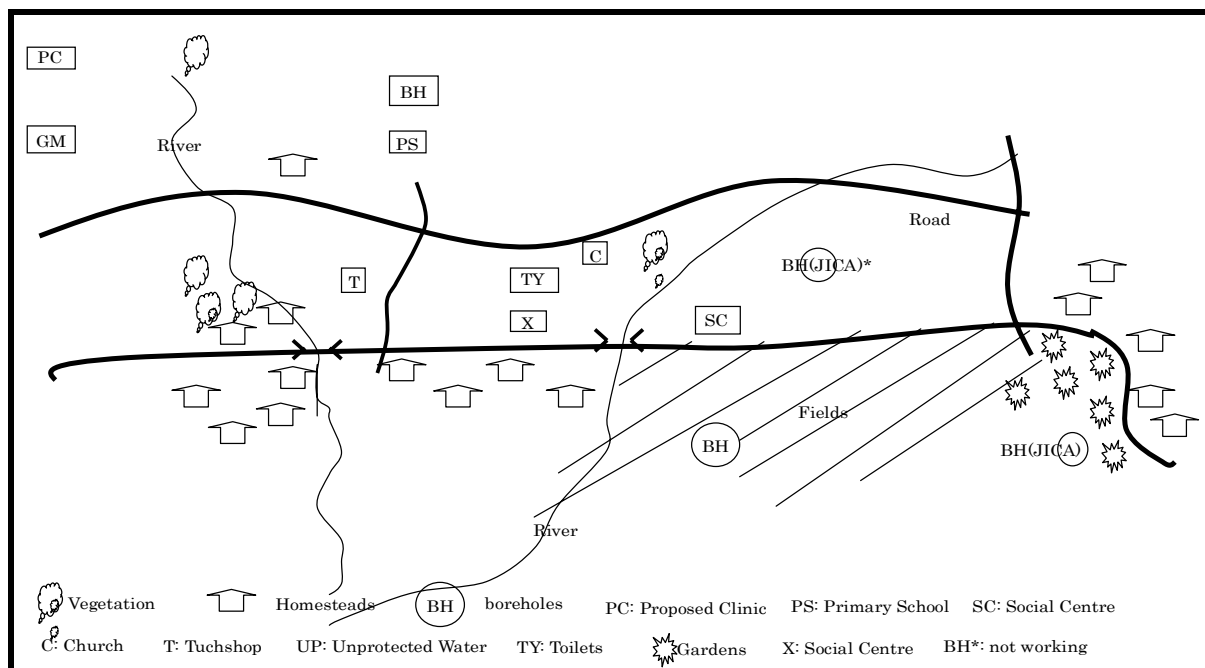 PC
BH
GM
River
PS
Road
C
BH(JICA)*
T
TY
X
SC
Fields
BH
BH(JICA)
River
Vegetation
Homesteads
BH
boreholes
PC: Proposed Clinic
PS: Primary School
SC: Social Centre
C: Church
T: Tuchshop
UP: Unprotected Water
TY: Toilets
Gardens
X: Social Centre
BH*: not working